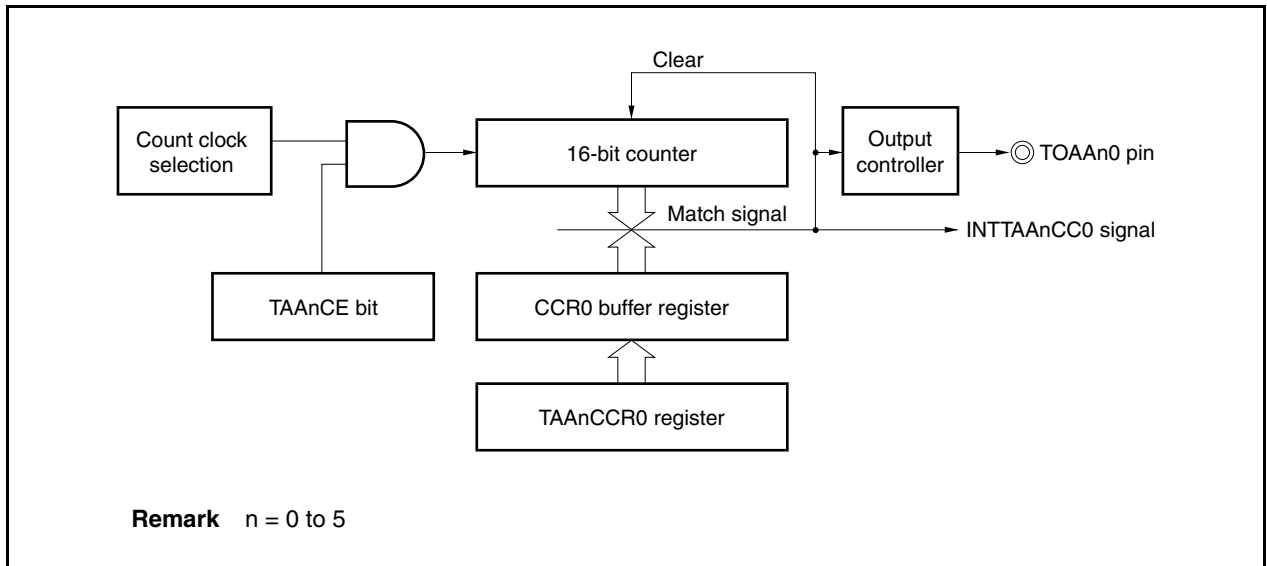 Clear
Count clock
selection
16-bit counter
Output
controller
TOAAn0 pin
Match signal
INTTAAnCC0 signal
TAAnCE bit
CCR0 buffer register
TAAnCCR0 register
Remark n = 0 to 5